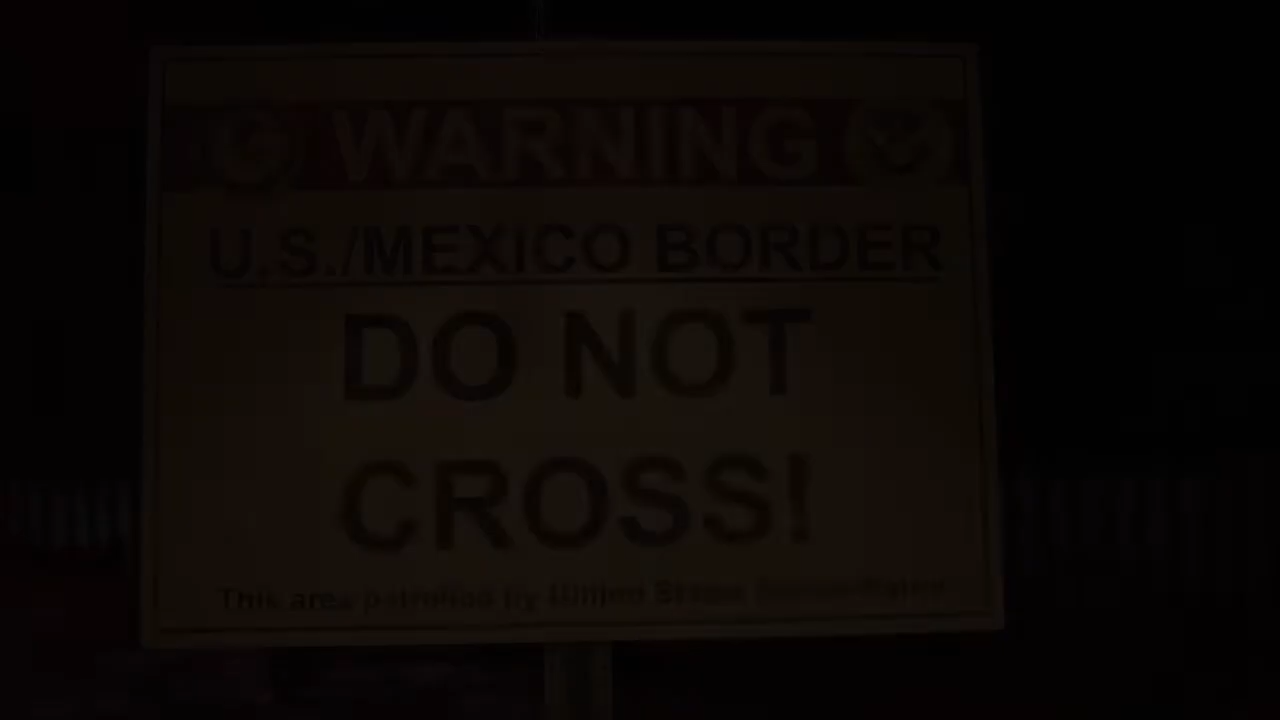 WARNING
U.S./MEXICO BORDER
DO NOT
CROSS!
This area patrolled by United States